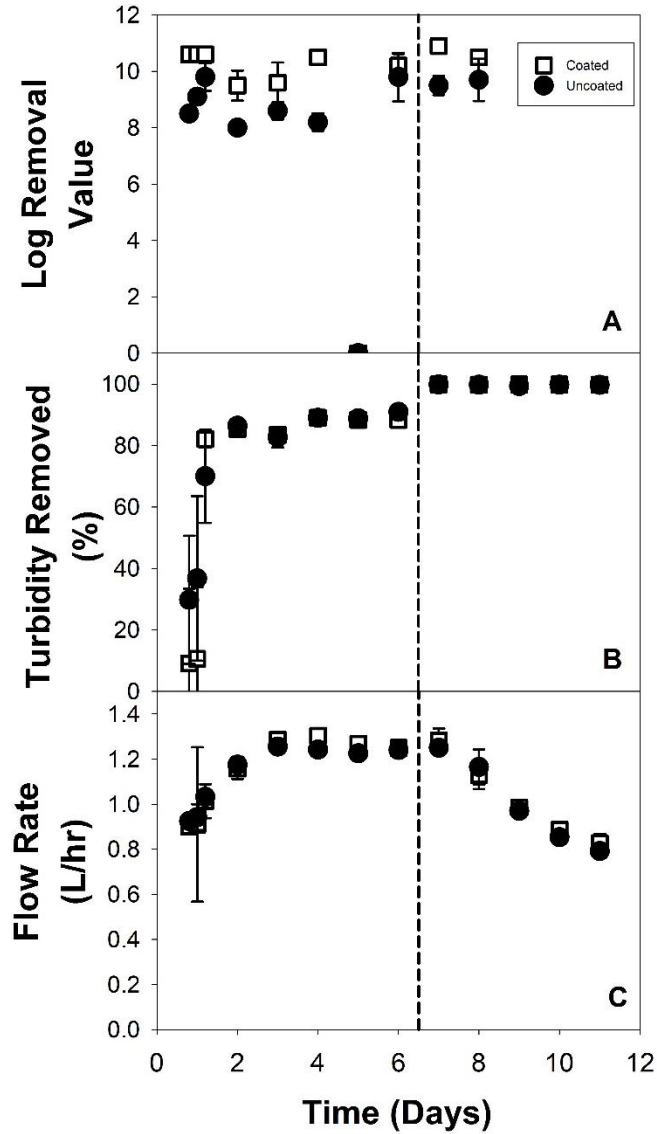 12
10
8
6
4
2
0
Log Removal
Value
Coated
Uncoated
A
100
80
60
40
20
0
Turbidity Removed
(%)
B
1.4
1.2
1.0
0.8
0.6
0.4
0.2
0.0
Flow Rate
(L/hr)
C
0 2 4 6 8 10 12
Time (Days)